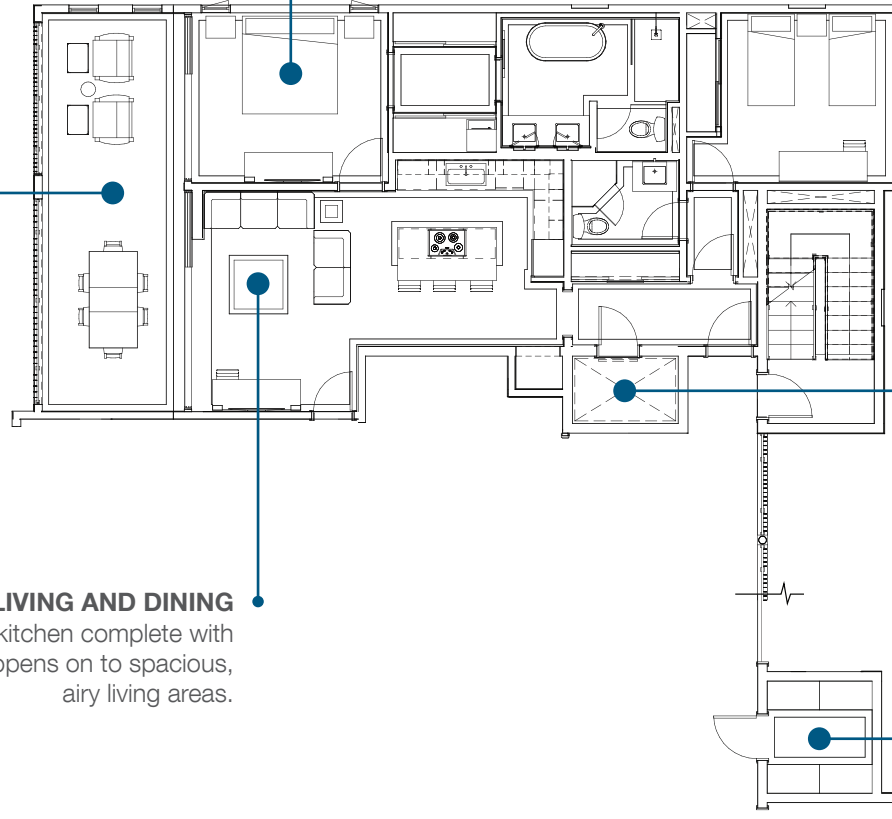 LIVING AND DINING
kitchen complete with
opens on to spacious,
airy living areas.